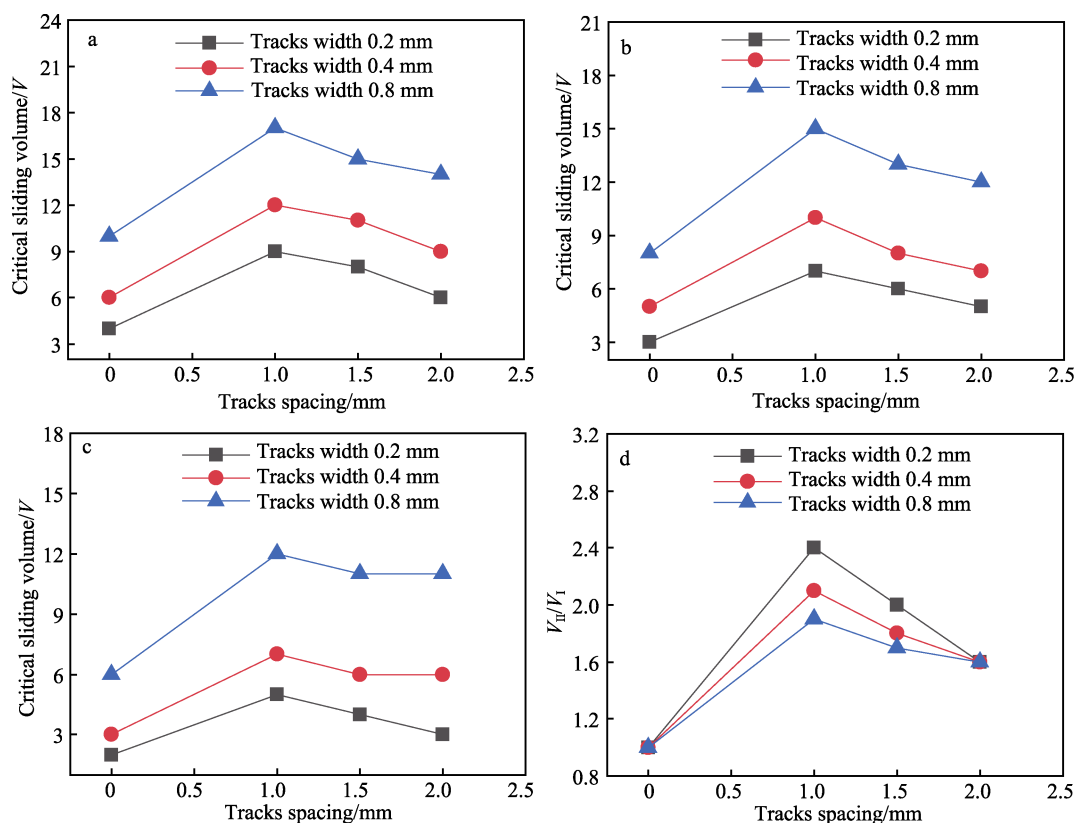 a
Tracks width 0.2 mm
Tracks width 0.4 mm
Tracks width 0.8 mm
Critical sliding volume/V
24
21
18
15
12
9
6
3
0 0.5 1.0 1.5 2.0 2.5
Tracks spacing/mm
b
Tracks width 0.2 mm
Tracks width 0.4 mm
Tracks width 0.8 mm
Critical sliding volume/V
21
18
15
12
9
6
3
0 0.5 1.0 1.5 2.0 2.5
Tracks spacing/mm
c
Tracks width 0.2 mm
Tracks width 0.4 mm
Tracks width 0.8 mm
Critical sliding volume/V
18
15
12
9
6
3
0 0.5 1.0 1.5 2.0 2.5
Tracks spacing/mm
d
Tracks width 0.2 mm
Tracks width 0.4 mm
Tracks width 0.8 mm
V_II/V_I
3.2
2.8
2.4
2.0
1.6
1.2
0.8
0 0.5 1.0 1.5 2.0 2.5
Tracks spacing/mm